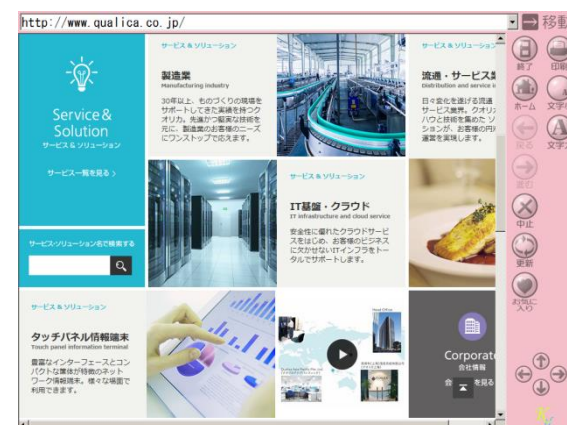 http://www.qualica.co.jp/
移動
Service &
Solution
サービス & ソリューション
サービス一覧を見る >
サービス・ソリューション名で検索する
サービス & ソリューション
製造業
Manufacturing industry
30年以上、ものづくりの現場を
サポートしてきた実績を持つク
オリカ。先進かつ堅実な技術を
元に、製造業のお客様のニーズ
にワンストップで応えます。
サービス & ソリューション
流通・サービス業
Distribution and service i
日々変化を遂げる流通
サービス業界。クオリ
ハウと技術を集めた ソ
ションが、お客様の円
運営を実現します。
サービス & ソリューション
IT基盤・クラウド
IT infrastructure and cloud service
安全性に優れたクラウドサービ
スをはじめ、お客様のビジネス
に欠かせないITインフラをトー
タルでサポートします。
サービス & ソリューション
タッチパネル情報端末
Touch panel information terminal
豊富なインターフェースとコン
パクトな筐体が特徴のネット
ワーク情報端末。様々な場面で
利用できます。
Head Office
Corporat
会社情報
会
を見る
終了
印刷
ホーム
文字
戻る
文字
進む
中止
更新
お気に
入り